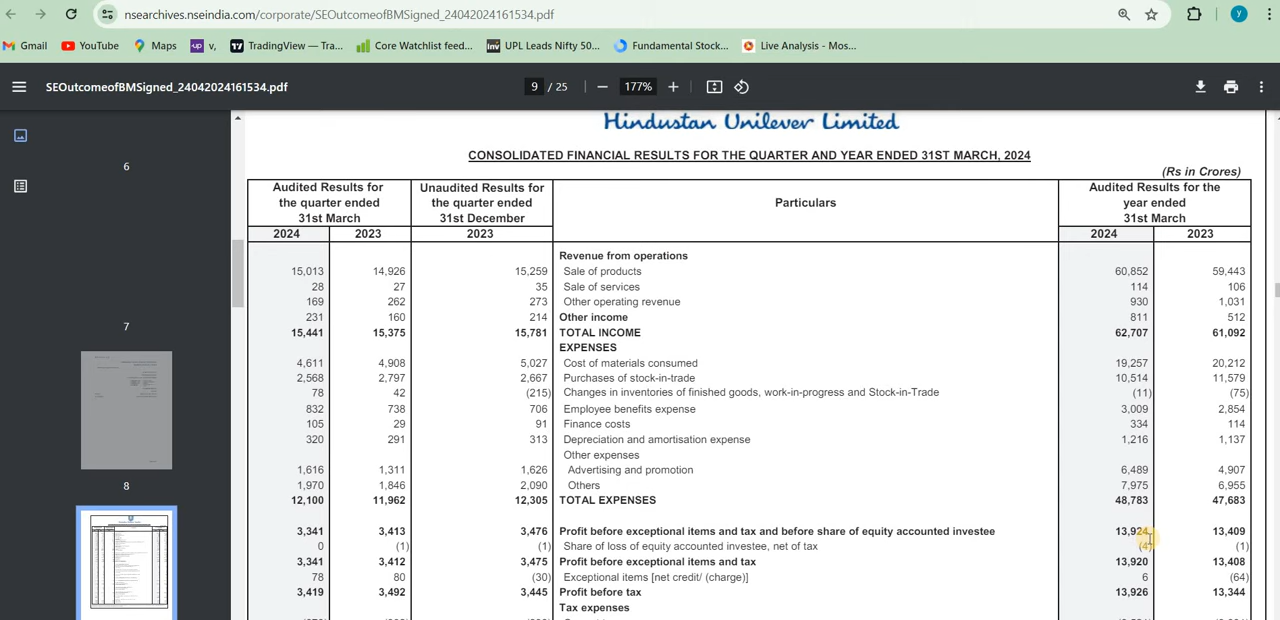 nsearchives.nseindia.com/corporate/SEOutcomeofBMSigned_24042024161534.pdf
y
Gmail YouTube Maps up v, TradingView — Tra... Core Watchlist feed... Inv UPL Leads Nifty 50... Fundamental Stock... Live Analysis - Mos...
SEOutcomeofBMSigned_24042024161534.pdf 9 / 25 177%
6
7
8
Hindustan Unilever Limited
CONSOLIDATED FINANCIAL RESULTS FOR THE QUARTER AND YEAR ENDED 31ST MARCH, 2024
(Rs in Crores)
Audited Results for the quarter ended 31st March Unaudited Results for the quarter ended 31st December Particulars Audited Results for the year ended 31st March
2024 2023 2023 2024 2023
Revenue from operations
15,013 14,926 15,259 Sale of products 60,852 59,443
28 27 35 Sale of services 114 106
169 262 273 Other operating revenue 930 1,031
231 160 214 Other income 811 512
15,441 15,375 15,781 TOTAL INCOME 62,707 61,092
EXPENSES
4,611 4,908 5,027 Cost of materials consumed 19,257 20,212
2,568 2,797 2,667 Purchases of stock-in-trade 10,514 11,579
78 42 (215) Changes in inventories of finished goods, work-in-progress and Stock-in-Trade (11) (75)
832 738 706 Employee benefits expense 3,009 2,854
105 29 91 Finance costs 334 114
320 291 313 Depreciation and amortisation expense 1,216 1,137
Other expenses
1,616 1,311 1,626 Advertising and promotion 6,489 4,907
1,970 1,846 2,090 Others 7,975 6,955
12,100 11,962 12,305 TOTAL EXPENSES 48,783 47,683
3,341 3,413 3,476 Profit before exceptional items and tax and before share of equity accounted investee 13,924 13,409
0 (1) (1) Share of loss of equity accounted investee, net of tax (4) (1)
3,341 3,412 3,475 Profit before exceptional items and tax 13,920 13,408
78 80 (30) Exceptional items [net credit/ (charge)] 6 (64)
3,419 3,492 3,445 Profit before tax 13,926 13,344
Tax expenses